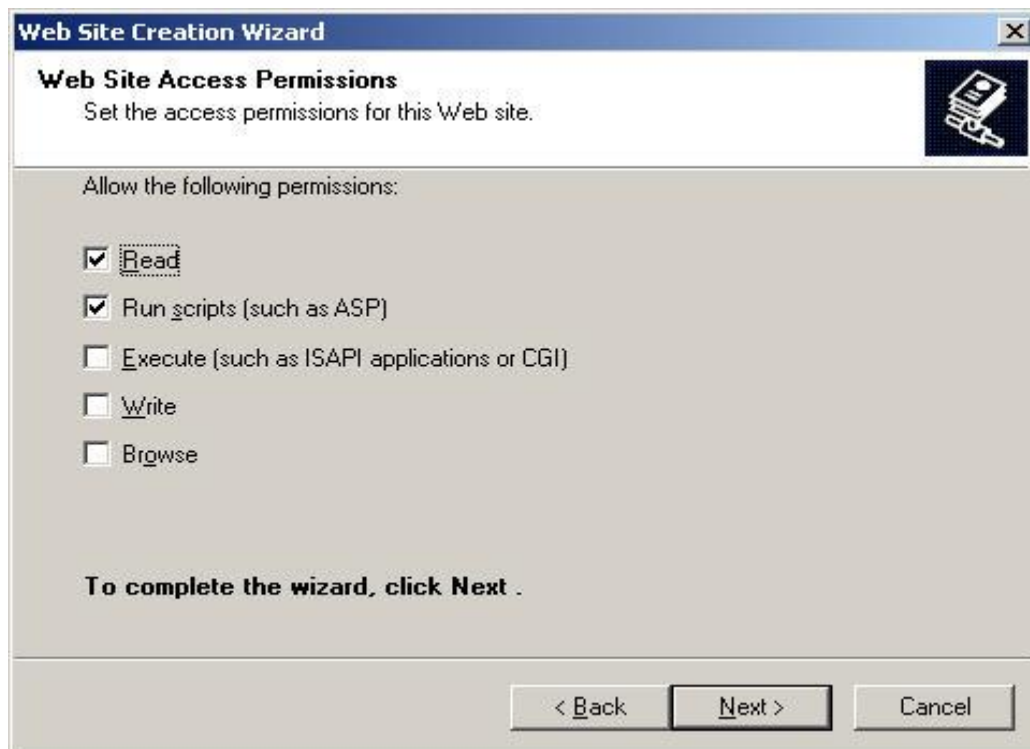 Web Site Creation Wizard
Web Site Access Permissions
Set the access permissions for this Web site.
Allow the following permissions:
Read
Run scripts (such as ASP)
Execute (such as ISAPI applications or CGI)
Write
Browse
To complete the wizard, click Next .
< Back Next > Cancel